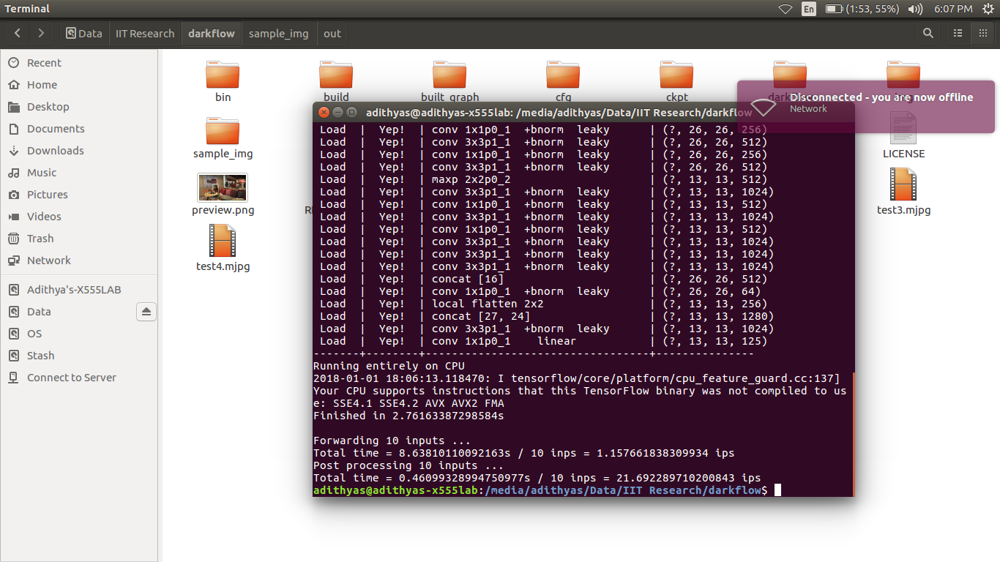 Terminal
En
(1:53, 55%)
6:07 PM
Data
IIT Research
darkflow
sample_img
out
Recent
Home
Desktop
Documents
Downloads
Music
Pictures
Videos
Trash
Network
Adithya's-X555LAB
Data
OS
Stash
Connect to Server
bin
build
built_graph
cfg
ckpt
Disconnected - you are now offline
Network
sample_img
LICENSE
preview.png
test3.mjpg
test4.mjpg
adithyas@adithyas-x555lab: /media/adithyas/Data/IIT Research/darkflow
Load | Yep! | conv 1x1p0_1 +bnorm leaky | (?, 26, 26, 256)
Load | Yep! | conv 3x3p1_1 +bnorm leaky | (?, 26, 26, 512)
Load | Yep! | conv 1x1p0_1 +bnorm leaky | (?, 26, 26, 256)
Load | Yep! | conv 3x3p1_1 +bnorm leaky | (?, 26, 26, 512)
Load | Yep! | maxp 2x2p0_2 | (?, 13, 13, 512)
Load | Yep! | conv 3x3p1_1 +bnorm leaky | (?, 13, 13, 1024)
Load | Yep! | conv 1x1p0_1 +bnorm leaky | (?, 13, 13, 512)
Load | Yep! | conv 3x3p1_1 +bnorm leaky | (?, 13, 13, 1024)
Load | Yep! | conv 1x1p0_1 +bnorm leaky | (?, 13, 13, 512)
Load | Yep! | conv 3x3p1_1 +bnorm leaky | (?, 13, 13, 1024)
Load | Yep! | conv 3x3p1_1 +bnorm leaky | (?, 13, 13, 1024)
Load | Yep! | conv 3x3p1_1 +bnorm leaky | (?, 13, 13, 1024)
Load | Yep! | concat [16] | (?, 26, 26, 512)
Load | Yep! | conv 1x1p0_1 +bnorm leaky | (?, 26, 26, 64)
Load | Yep! | local flatten 2x2 | (?, 13, 13, 256)
Load | Yep! | concat [27, 24] | (?, 13, 13, 1280)
Load | Yep! | conv 3x3p1_1 +bnorm leaky | (?, 13, 13, 1024)
Load | Yep! | conv 1x1p0_1 linear | (?, 13, 13, 125)
-------+--------+----------------------------------+---------------
Running entirely on CPU
2018-01-01 18:06:13.118470: I tensorflow/core/platform/cpu_feature_guard.cc:137]
Your CPU supports instructions that this TensorFlow binary was not compiled to us
e: SSE4.1 SSE4.2 AVX AVX2 FMA
Finished in 2.76163387298584s
Forwarding 10 inputs ...
Total time = 8.63810110092163s / 10 inps = 1.157661838309934 ips
Post processing 10 inputs ...
Total time = 0.46099328994750977s / 10 inps = 21.692289710200843 ips
adithyas@adithyas-x555lab:/media/adithyas/Data/IIT Research/darkflow$